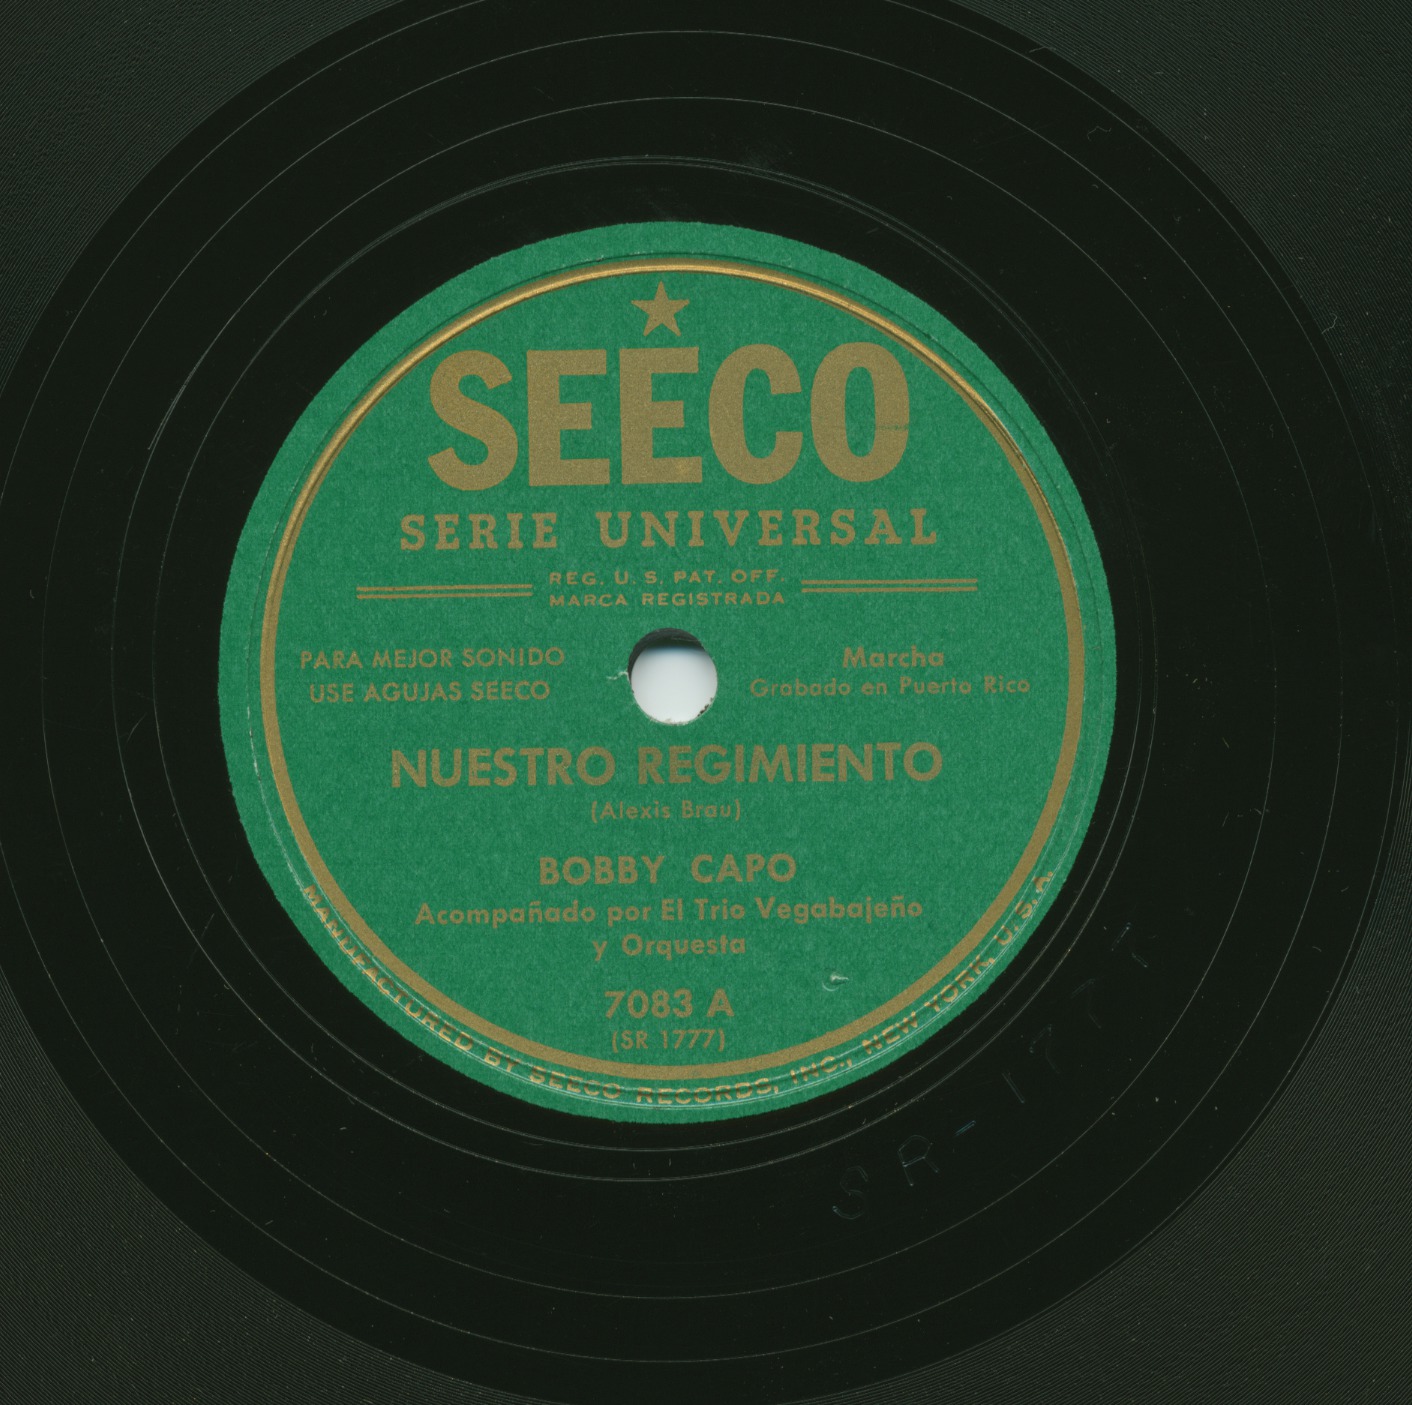 SEECO
SERIE UNIVERSAL
REG. U. S. PAT. OFF.
MARCA REGISTRADA
PARA MEJOR SONIDO
USE AGUJAS SEECO
Marcha
Grabado en Puerto Rico
NUESTRO REGIMIENTO
(Alexis Brau)
BOBBY CAPO
Acompañado por El Trio Vegabajeño
y Orquesta
7083 A
(SR 1777)
MANUFACTURED BY SEECO RECORDS, INC., NEW YORK, U.S.A.
SR-177